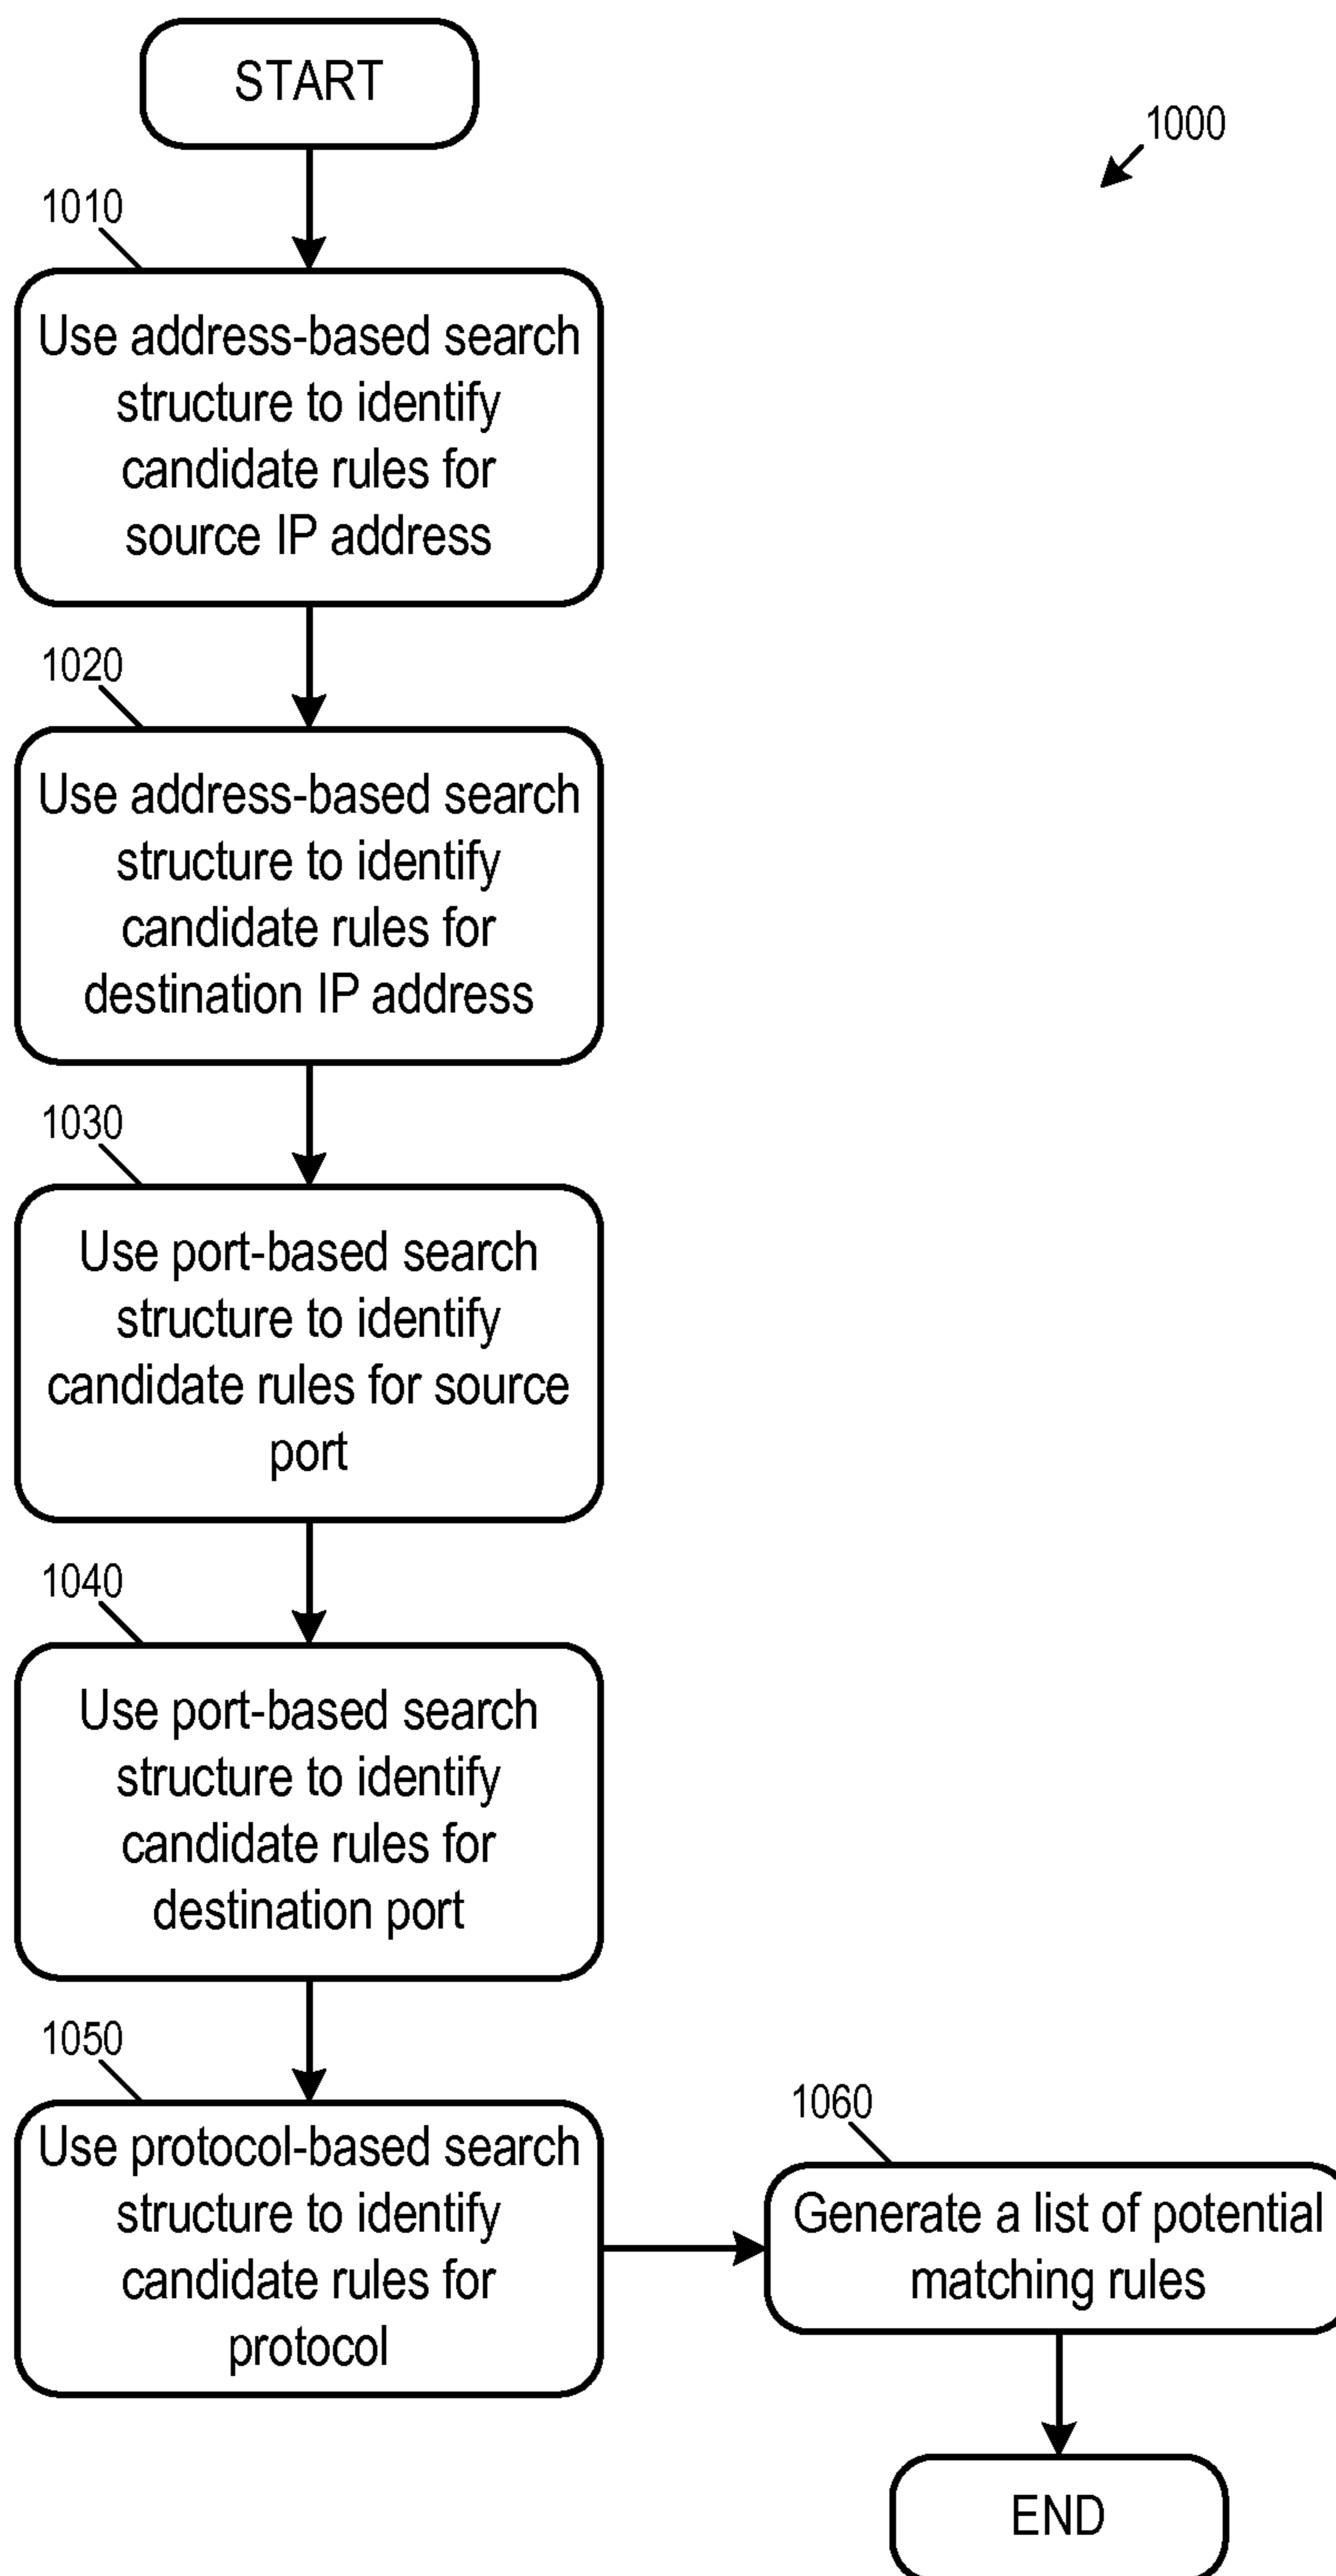 START
1000
1010
Use address-based search
structure to identify
candidate rules for
source IP address
1020
Use address-based search
structure to identify
candidate rules for
destination IP address
1030
Use port-based search
structure to identify
candidate rules for source
port
1040
Use port-based search
structure to identify
candidate rules for
destination port
1050
Use protocol-based search
structure to identify
candidate rules for
protocol
1060
Generate a list of potential
matching rules
END